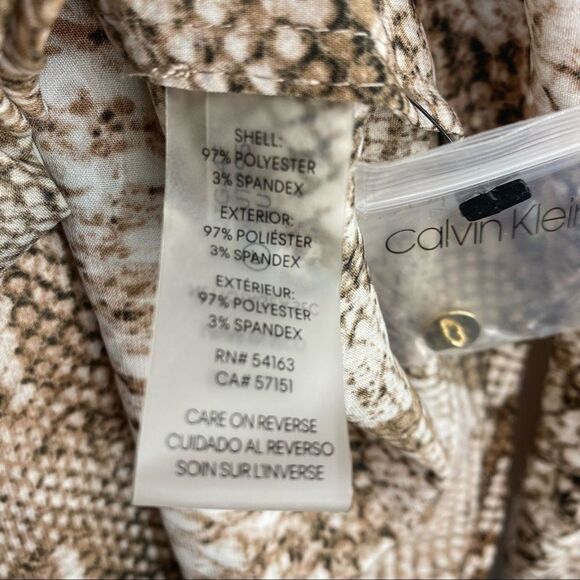 SHELL:
97% POLYESTER
3% SPANDEX
EXTERIOR:
97% POLIÉSTER
3% SPANDEX
EXTÉRIEUR:
97% POLYESTER
3% SPANDEX
RN# 54163
CA# 57151
CARE ON REVERSE
CUIDADO AL REVERSO
SOIN SUR L'INVERSE
Calvin Klein